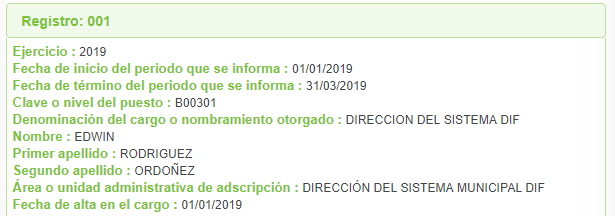 Registro: 001
Ejercicio : 2019
Fecha de inicio del periodo que se informa : 01/01/2019
Fecha de término del periodo que se informa : 31/03/2019
Clave o nivel del puesto : B00301
Denominación del cargo o nombramiento otorgado : DIRECCION DEL SISTEMA DIF
Nombre : EDWIN
Primer apellido : RODRIGUEZ
Segundo apellido : ORDOÑEZ
Área o unidad administrativa de adscripción : DIRECCIÓN DEL SISTEMA MUNICIPAL DIF
Fecha de alta en el cargo : 01/01/2019